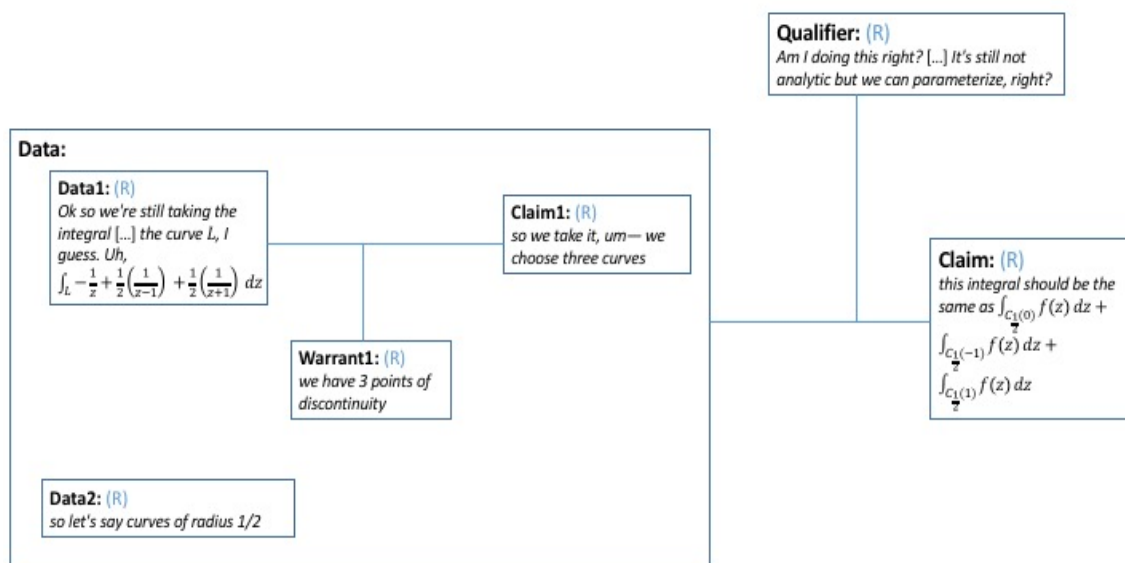 Qualifier: (R)
Am I doing this right? [...] It's still not
analytic but we can parameterize, right?
Data:
Data1: (R)
Ok so we're still taking the
integral [...] the curve L, I
guess. Uh,
∫_L −1/z + 1/2(1/(z−1)) + 1/2(1/(z+1)) dz
Claim1: (R)
so we take it, um— we
choose three curves
Warrant1: (R)
we have 3 points of
discontinuity
Data2: (R)
so let's say curves of radius 1/2
Claim: (R)
this integral should be the
same as ∫_{C_{1/2}(0)} f(z) dz +
∫_{C_{1/2}(-1)} f(z) dz +
∫_{C_{1/2}(1)} f(z) dz